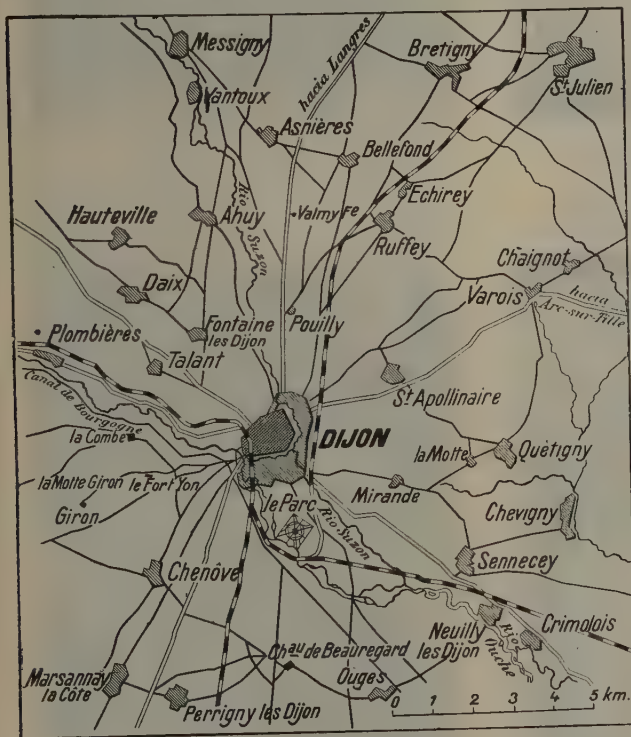 Messigny
hacia Langres
Bretigny
St Julien
Vantoux
Asnières
Bellefond
Echirey
Rio Suzon
Hauteville
Ahuy
Valmy Fe
Ruffey
Chaignot
Daix
Varois
hacia
Arc-sur-Tille
Plombières
Fontaine
les Dijon
Pouilly
Talant
St Apollinaire
Canal de Bourgogne
la Combe
DIJON
la Motte
Quètigny
la Motte Giron
le Fort Yon
Mirande
Giron
le Parc
Rio Suzon
Chevigny
Chenôve
Sennecey
Crimolois
Neuilly
les Dijon
Rio
Ouche
Chau de Beauregard
Marsannay
la Côte
Ouges
Perrigny les Dijon
0 1 2 3 4 5 km.